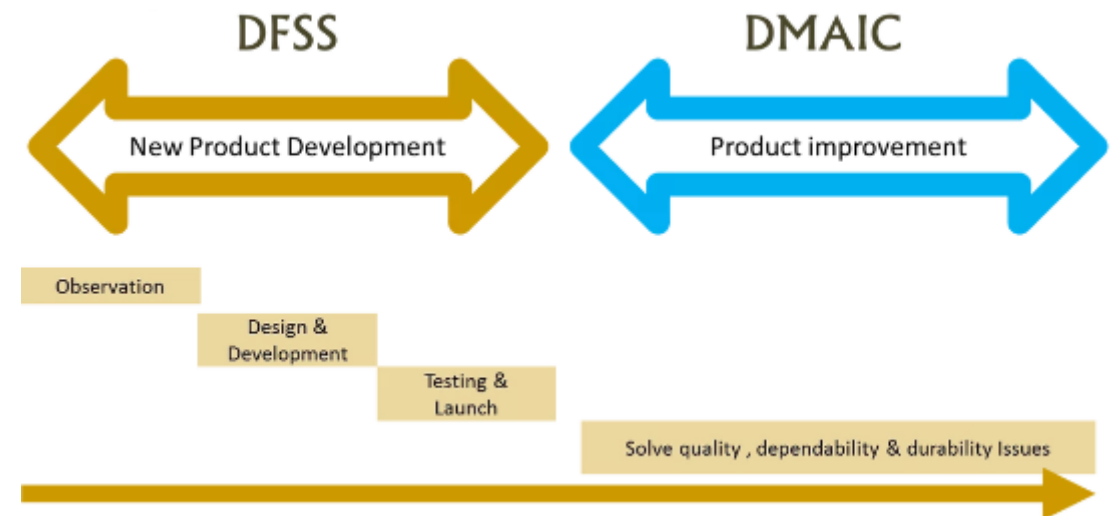 DFSS
DMAIC
New Product Development
Product improvement
Observation
Design &
Development
Testing &
Launch
Solve quality , dependability & durability Issues